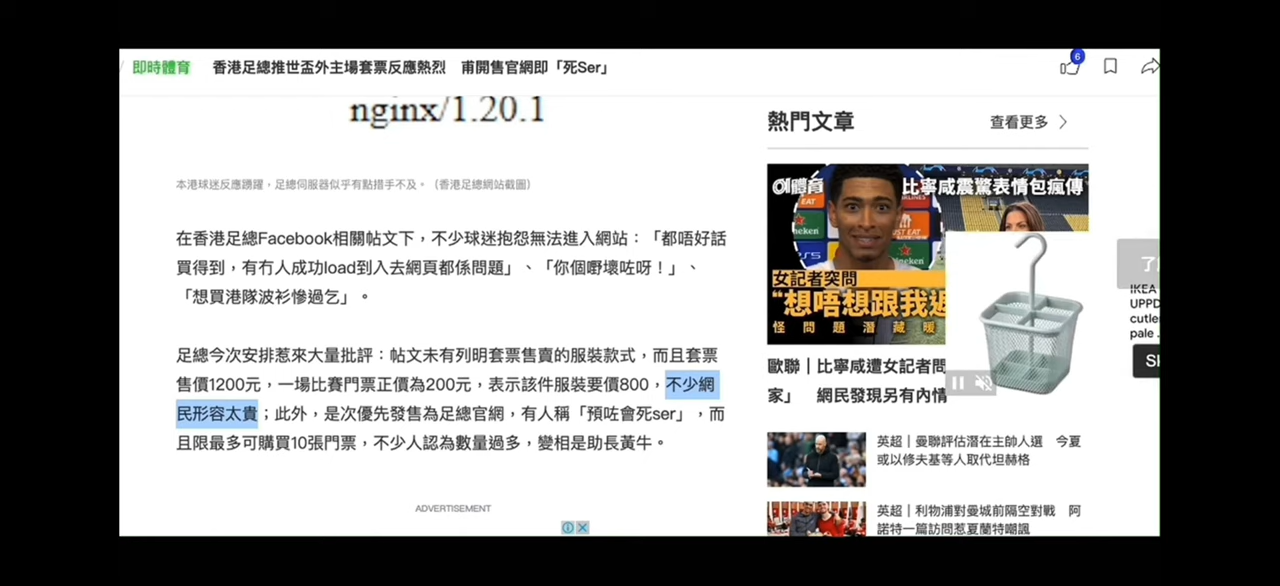 / 即時體育 香港足總推世盃外主場套票反應熱烈 甫開售官網即「死Ser」
6
nginx/1.20.1
本港球迷反應踴躍，足總伺服器似乎有點措手不及。（香港足總網站截圖）
在香港足總Facebook相關帖文下，不少球迷抱怨無法進入網站：「都唔好話
買得到，有冇人成功load到入去網頁都係問題」、「你個嘢壞咗呀！」、
「想買港隊波衫慘過乞」。
足總今次安排惹來大量批評：帖文未有列明套票售賣的服裝款式，而且套票
售價1200元，一場比賽門票正價為200元，表示該件服裝要價800，不少網
民形容太貴；此外，是次優先發售為足總官網，有人稱「預咗會死ser」，而
且限最多可購買10張門票，不少人認為數量過多，變相是助長黃牛。
ADVERTISEMENT
熱門文章
查看更多
01體育
比寧咸震驚表情包瘋傳
EAT
Heineken
JUST EAT
女記者突問
“想唔想跟我返
怪問題潛藏暖
歐聯｜比寧咸遭女記者問
家」 網民發現另有內情
英超｜曼聯評估潛在主帥人選 今夏
或以修夫基等人取代坦赫格
英超｜利物浦對曼城前隔空對戰 阿
諾特一篇訪問惹夏蘭特嘲諷
IKEA
UPPD
cutler
pale ..